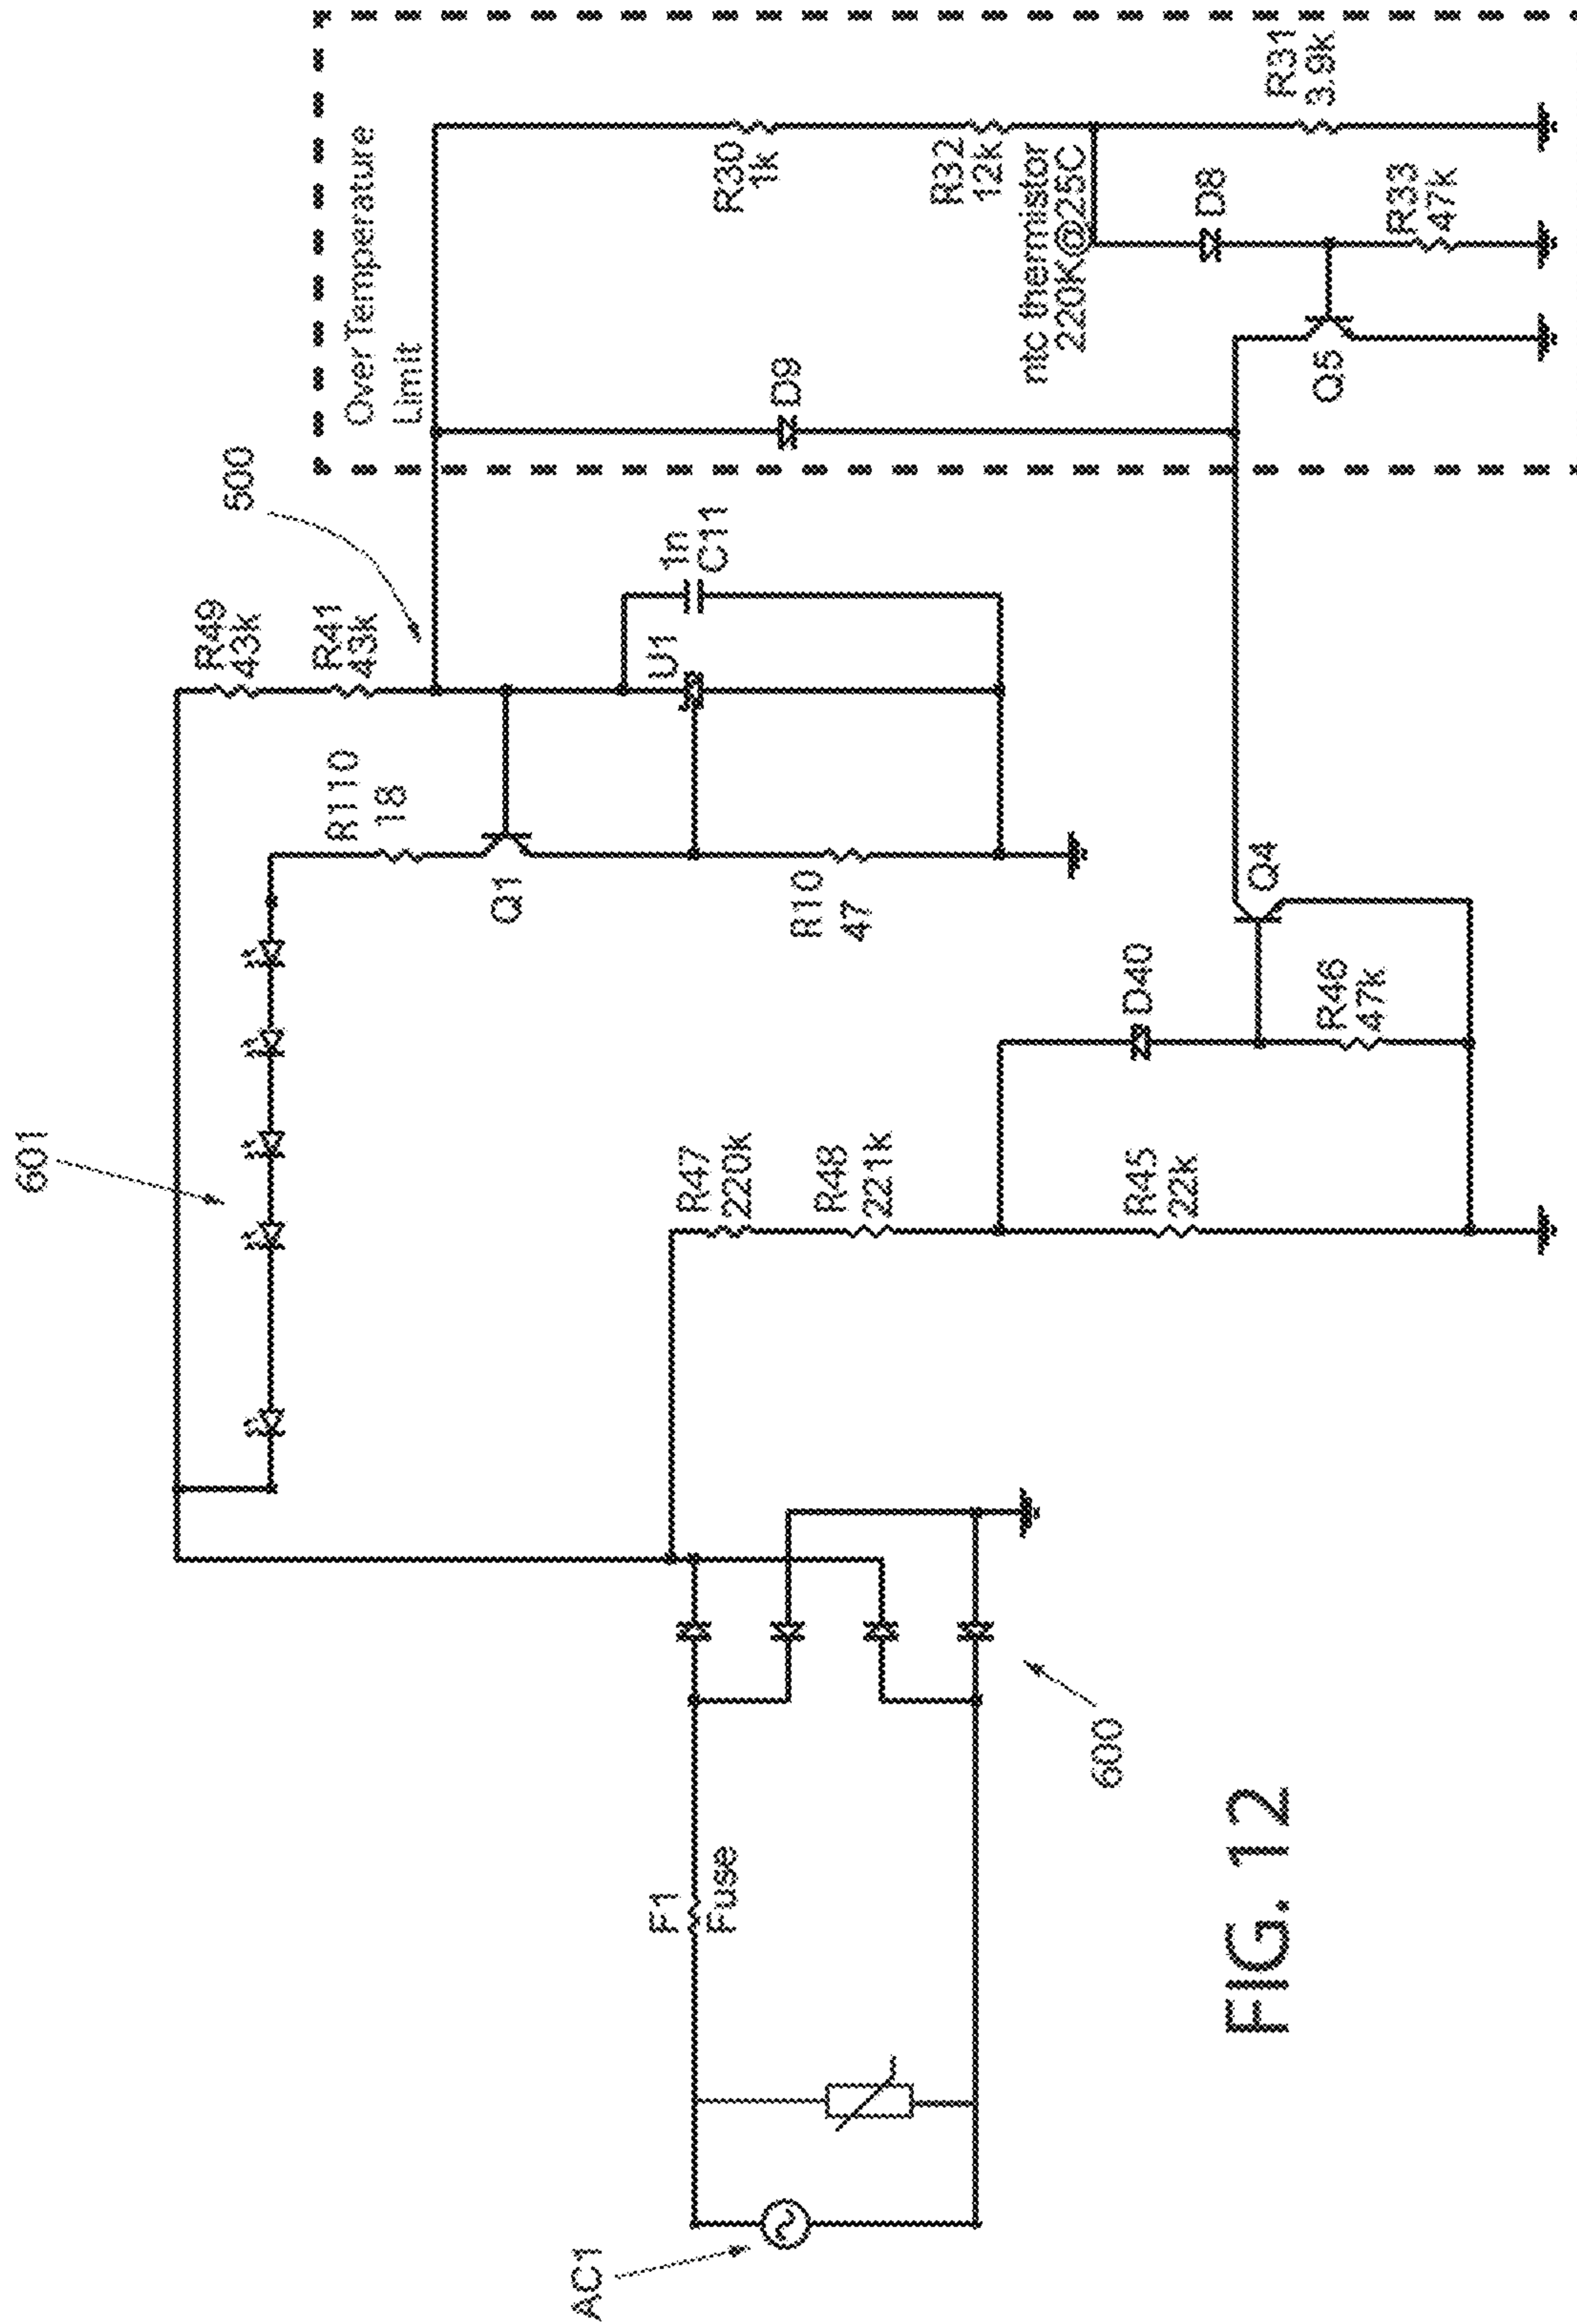 AC1
F1
Fuse
600
601
R47
220k
R48
221k
R45
22k
D40
R46
47k
Q4
R110
18
Q1
R10
47
R49
43k
R41
43k
U1
1n
C11
500
Over Temperature
Limit
D9
R30
1k
R32
12k
ntc thermistor
220K@25C
Q5
D8
R33
47k
R31
3.9k
FIG. 12